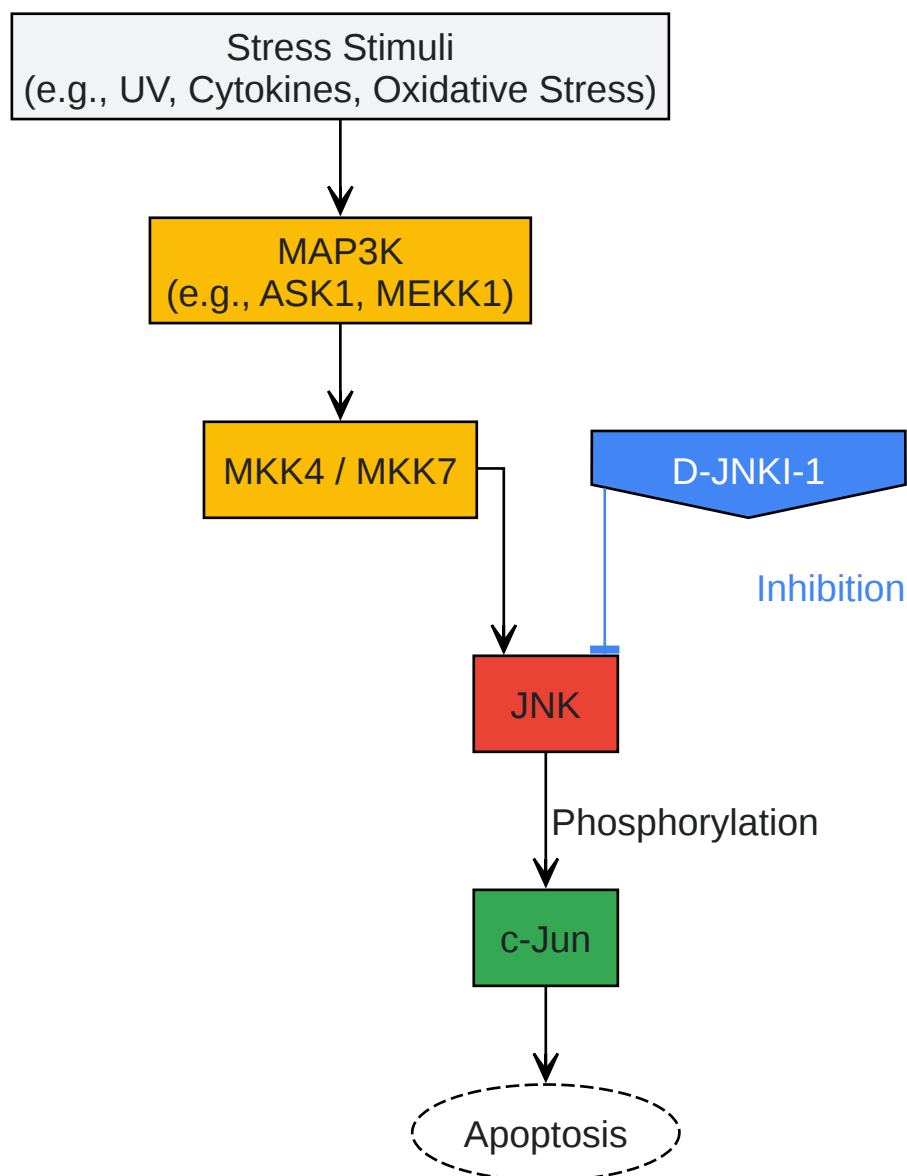 Stress Stimuli
(e.g., UV, Cytokines, Oxidative Stress)
MAP3K
(e.g., ASK1, MEKK1)
MKK4 / MKK7
D-JNKI-1
Inhibition
JNK
Phosphorylation
c-Jun
Apoptosis